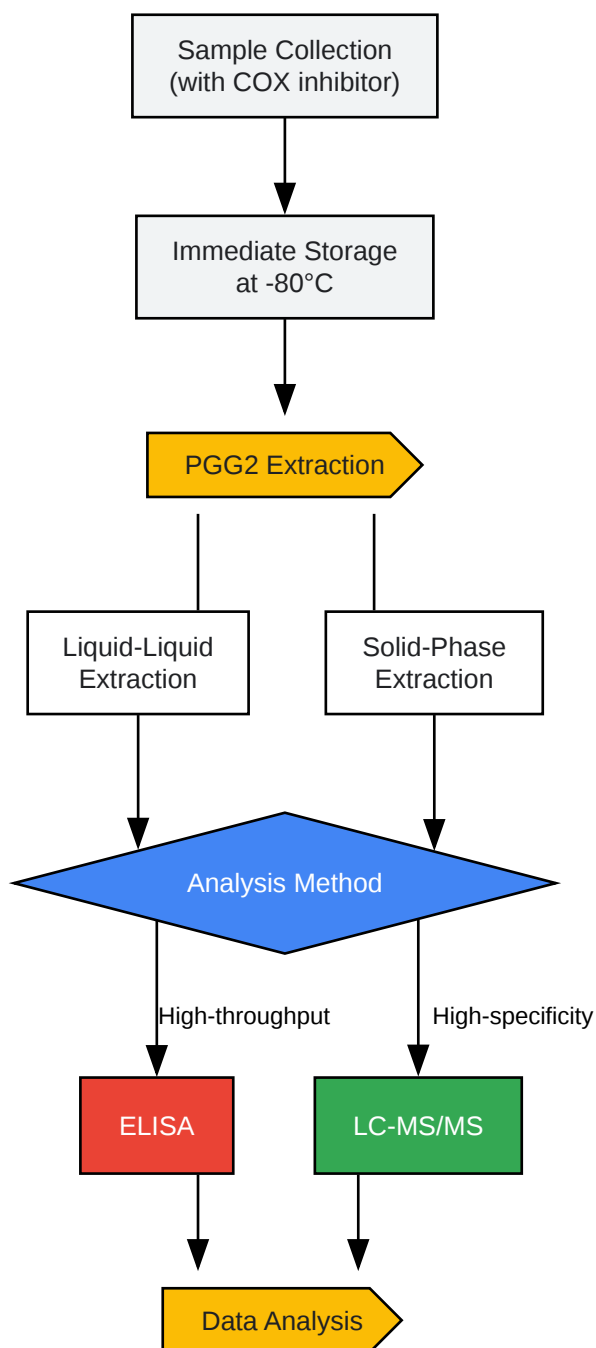 Sample Collection
(with COX inhibitor)
Immediate Storage
at -80°C
PGG2 Extraction
Liquid-Liquid
Extraction
Solid-Phase
Extraction
Analysis Method
High-throughput
High-specificity
ELISA
LC-MS/MS
Data Analysis